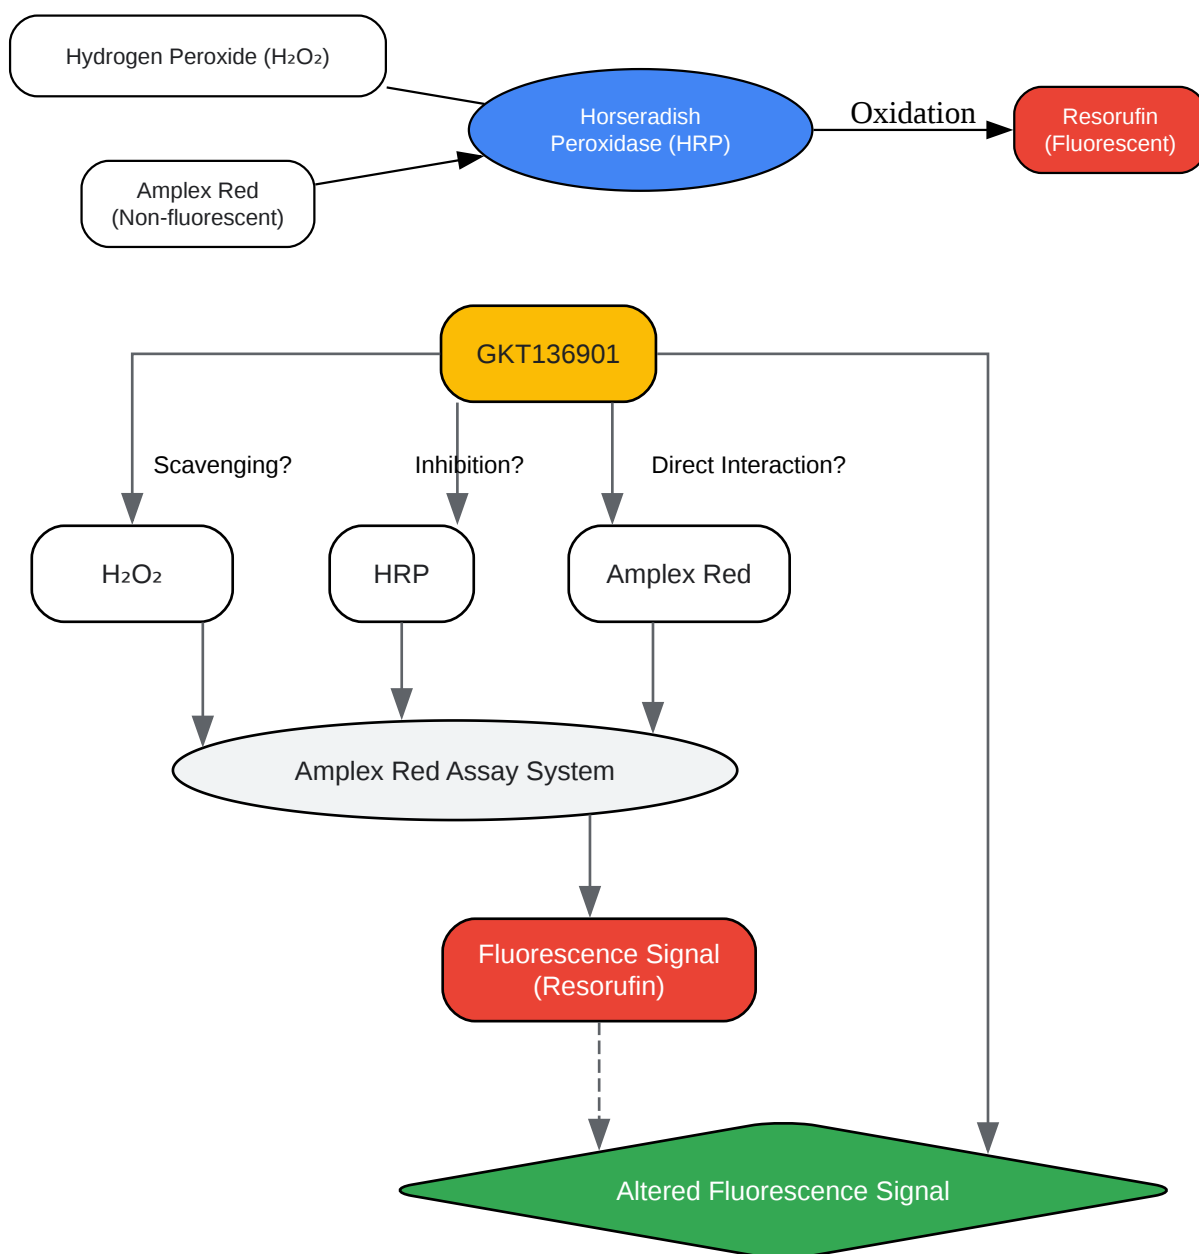 Hydrogen Peroxide (H₂O₂)
Horseradish
Peroxidase (HRP)
Oxidation
Resorufin
(Fluorescent)
Amplex Red
(Non-fluorescent)
GKT136901
Scavenging?
Inhibition?
Direct Interaction?
H₂O₂
HRP
Amplex Red
Amplex Red Assay System
Fluorescence Signal
(Resorufin)
Altered Fluorescence Signal